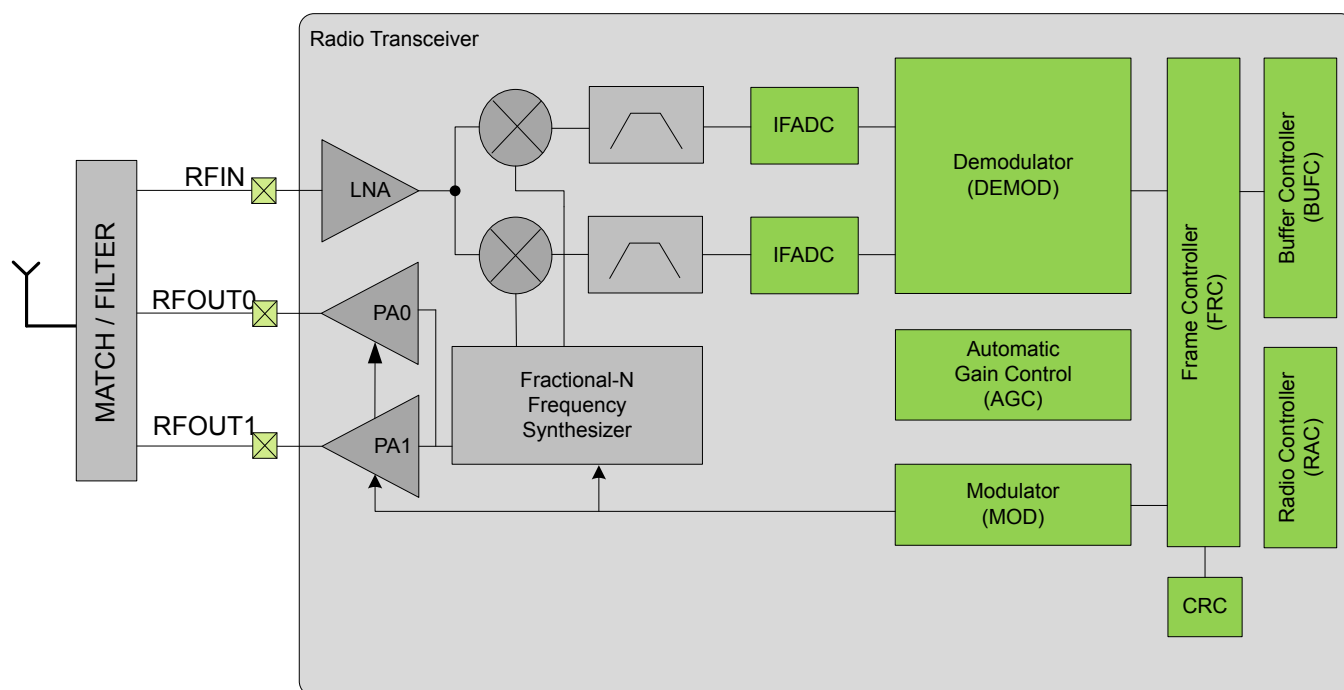 Radio Transceiver
RFIN
LNA
IFADC
Demodulator
(DEMOD)
Frame Controller
(FRC)
Buffer Controller
(BUFC)
MATCH / FILTER
RFOUT0
PA0
IFADC
Automatic
Gain Control
(AGC)
Fractional-N
Frequency
Synthesizer
RFOUT1
PA1
Modulator
(MOD)
Radio Controller
(RAC)
CRC